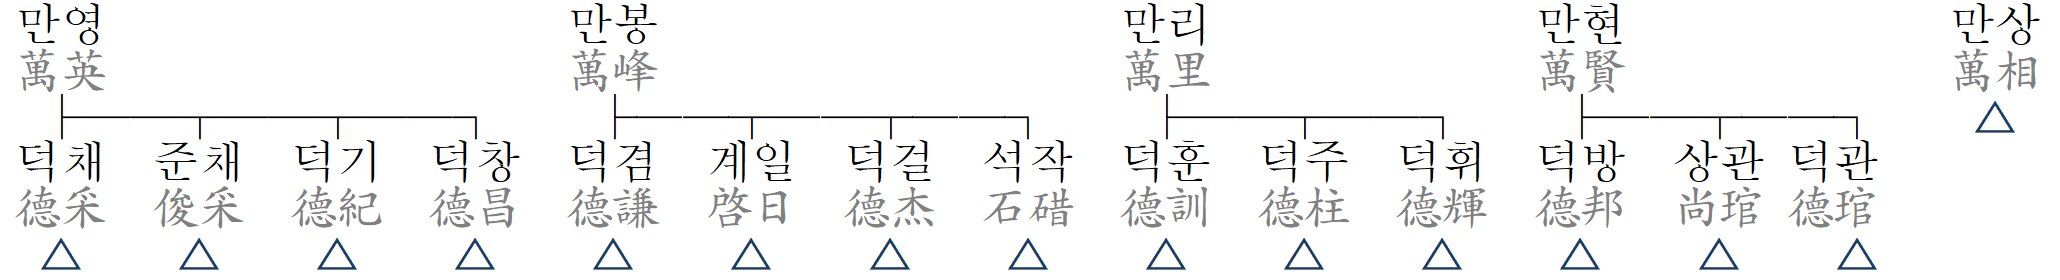 만영 만봉 만리 만현 만상
萬英 萬峰 萬里 萬賢 萬相
덕채 준채 덕기 덕창 덕겸 계일 덕걸 석작 덕훈 덕주 덕휘 덕방 상관 덕관
德采 俊采 德紀 德昌 德謙 啓日 德杰 石碏 德訓 德柱 德輝 德邦 尚琯 德琯